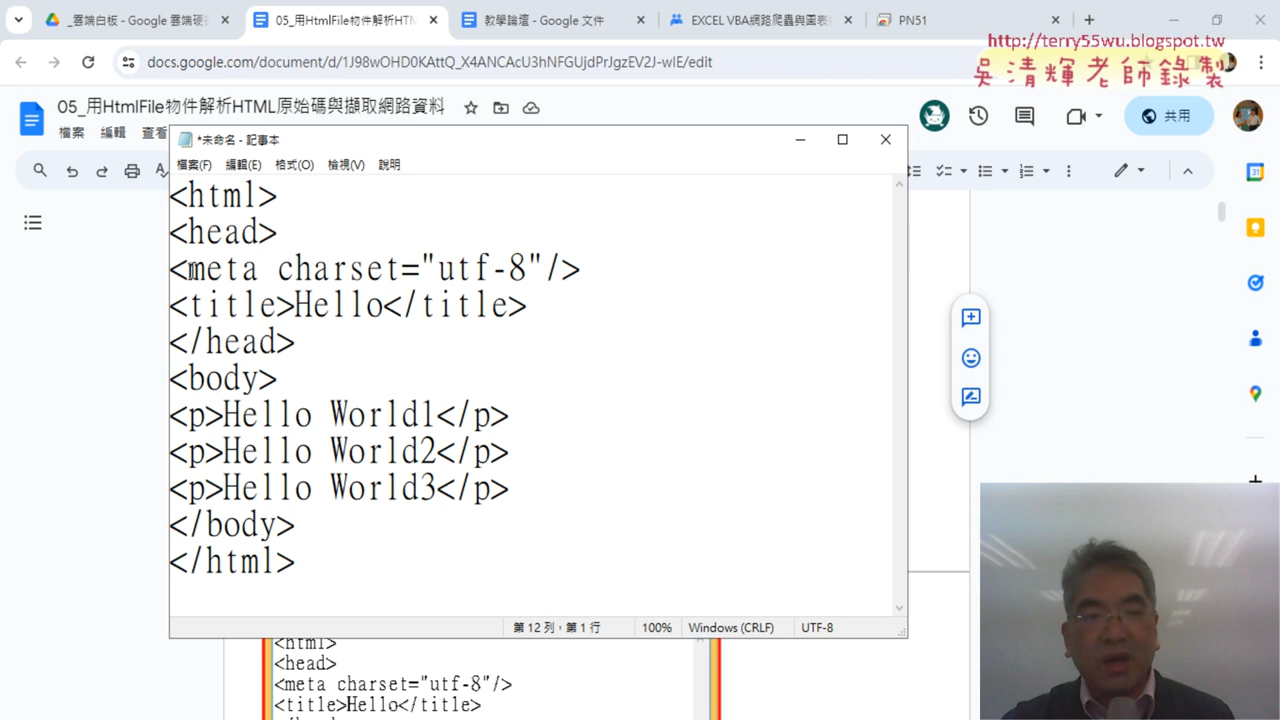 _雲端白板 - Google 雲端硬碟
05_用HtmlFile物件解析HTM
教學論壇 - Google 文件
EXCEL VBA網路爬蟲與圖表
PN51
http://terry55wu.blogspot.tw
吳清輝老師錄製
docs.google.com/document/d/1J98wOHD0KAttQ_X4ANCAcU3hNFGUjdPrJgzEV2J-wIE/edit
05_用HtmlFile物件解析HTML原始碼與擷取網路資料
檔案 編輯 查看
共用
*未命名 - 記事本
檔案(F) 編輯(E) 格式(O) 檢視(V) 說明
<html>
<head>
<meta charset="utf-8"/>
<title>Hello</title>
</head>
<body>
<p>Hello World1</p>
<p>Hello World2</p>
<p>Hello World3</p>
</body>
</html>
第 12 列，第 1 行 100% Windows (CRLF) UTF-8
<html>
<head>
<meta charset="utf-8"/>
<title>Hello</title>